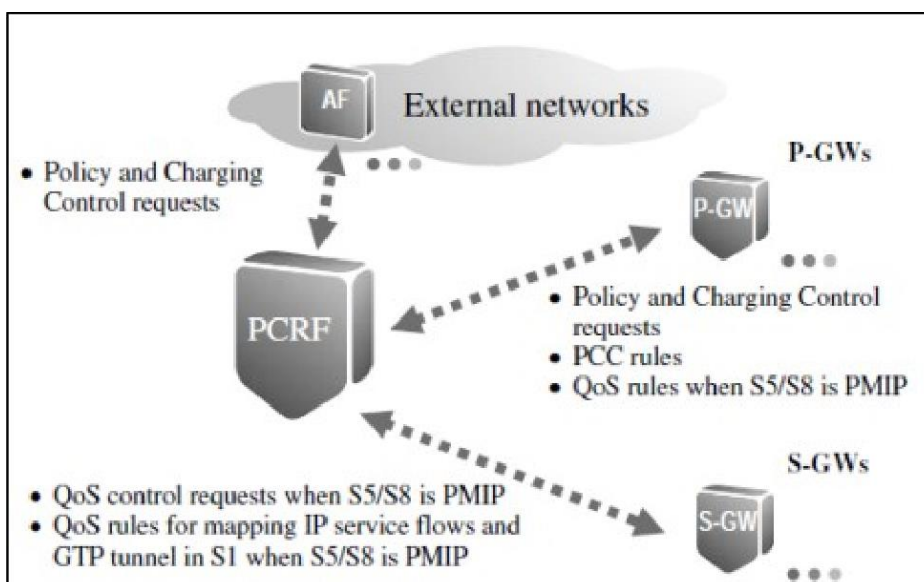 AF
External networks
• Policy and Charging
Control requests
P-GWs
P-GW
PCRF
• Policy and Charging Control
requests
• PCC rules
• QoS rules when S5/S8 is PMIP
S-GWs
S-GW
• QoS control requests when S5/S8 is PMIP
• QoS rules for mapping IP service flows and
GTP tunnel in S1 when S5/S8 is PMIP